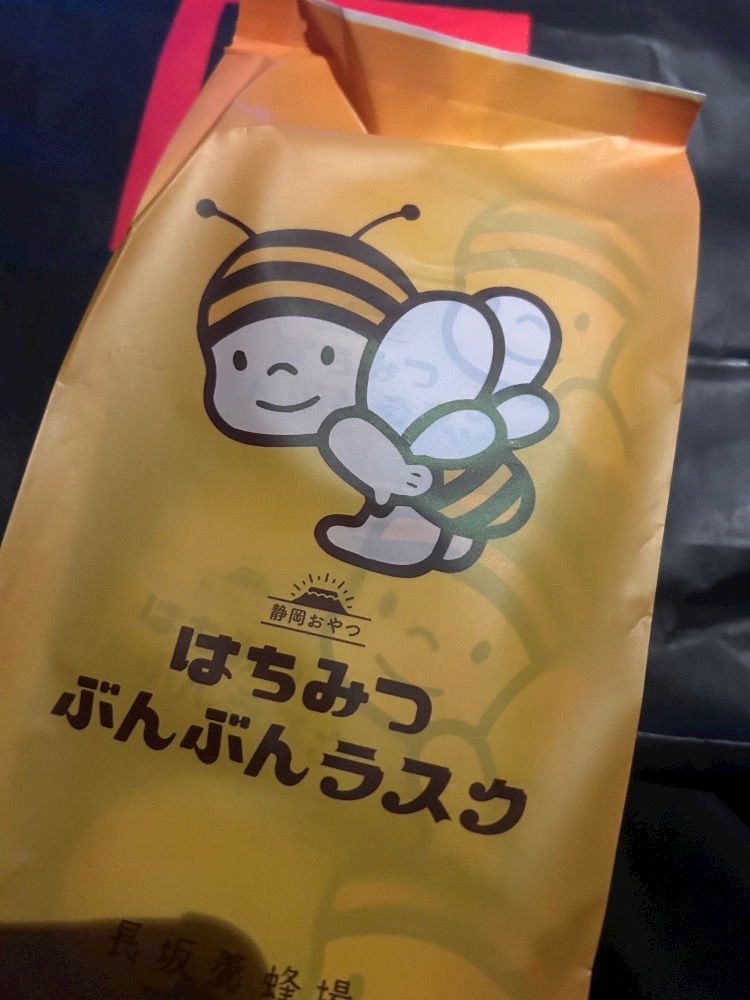 静岡おやつ
はちみつ
ぶんぶんラスク
長坂養蜂場